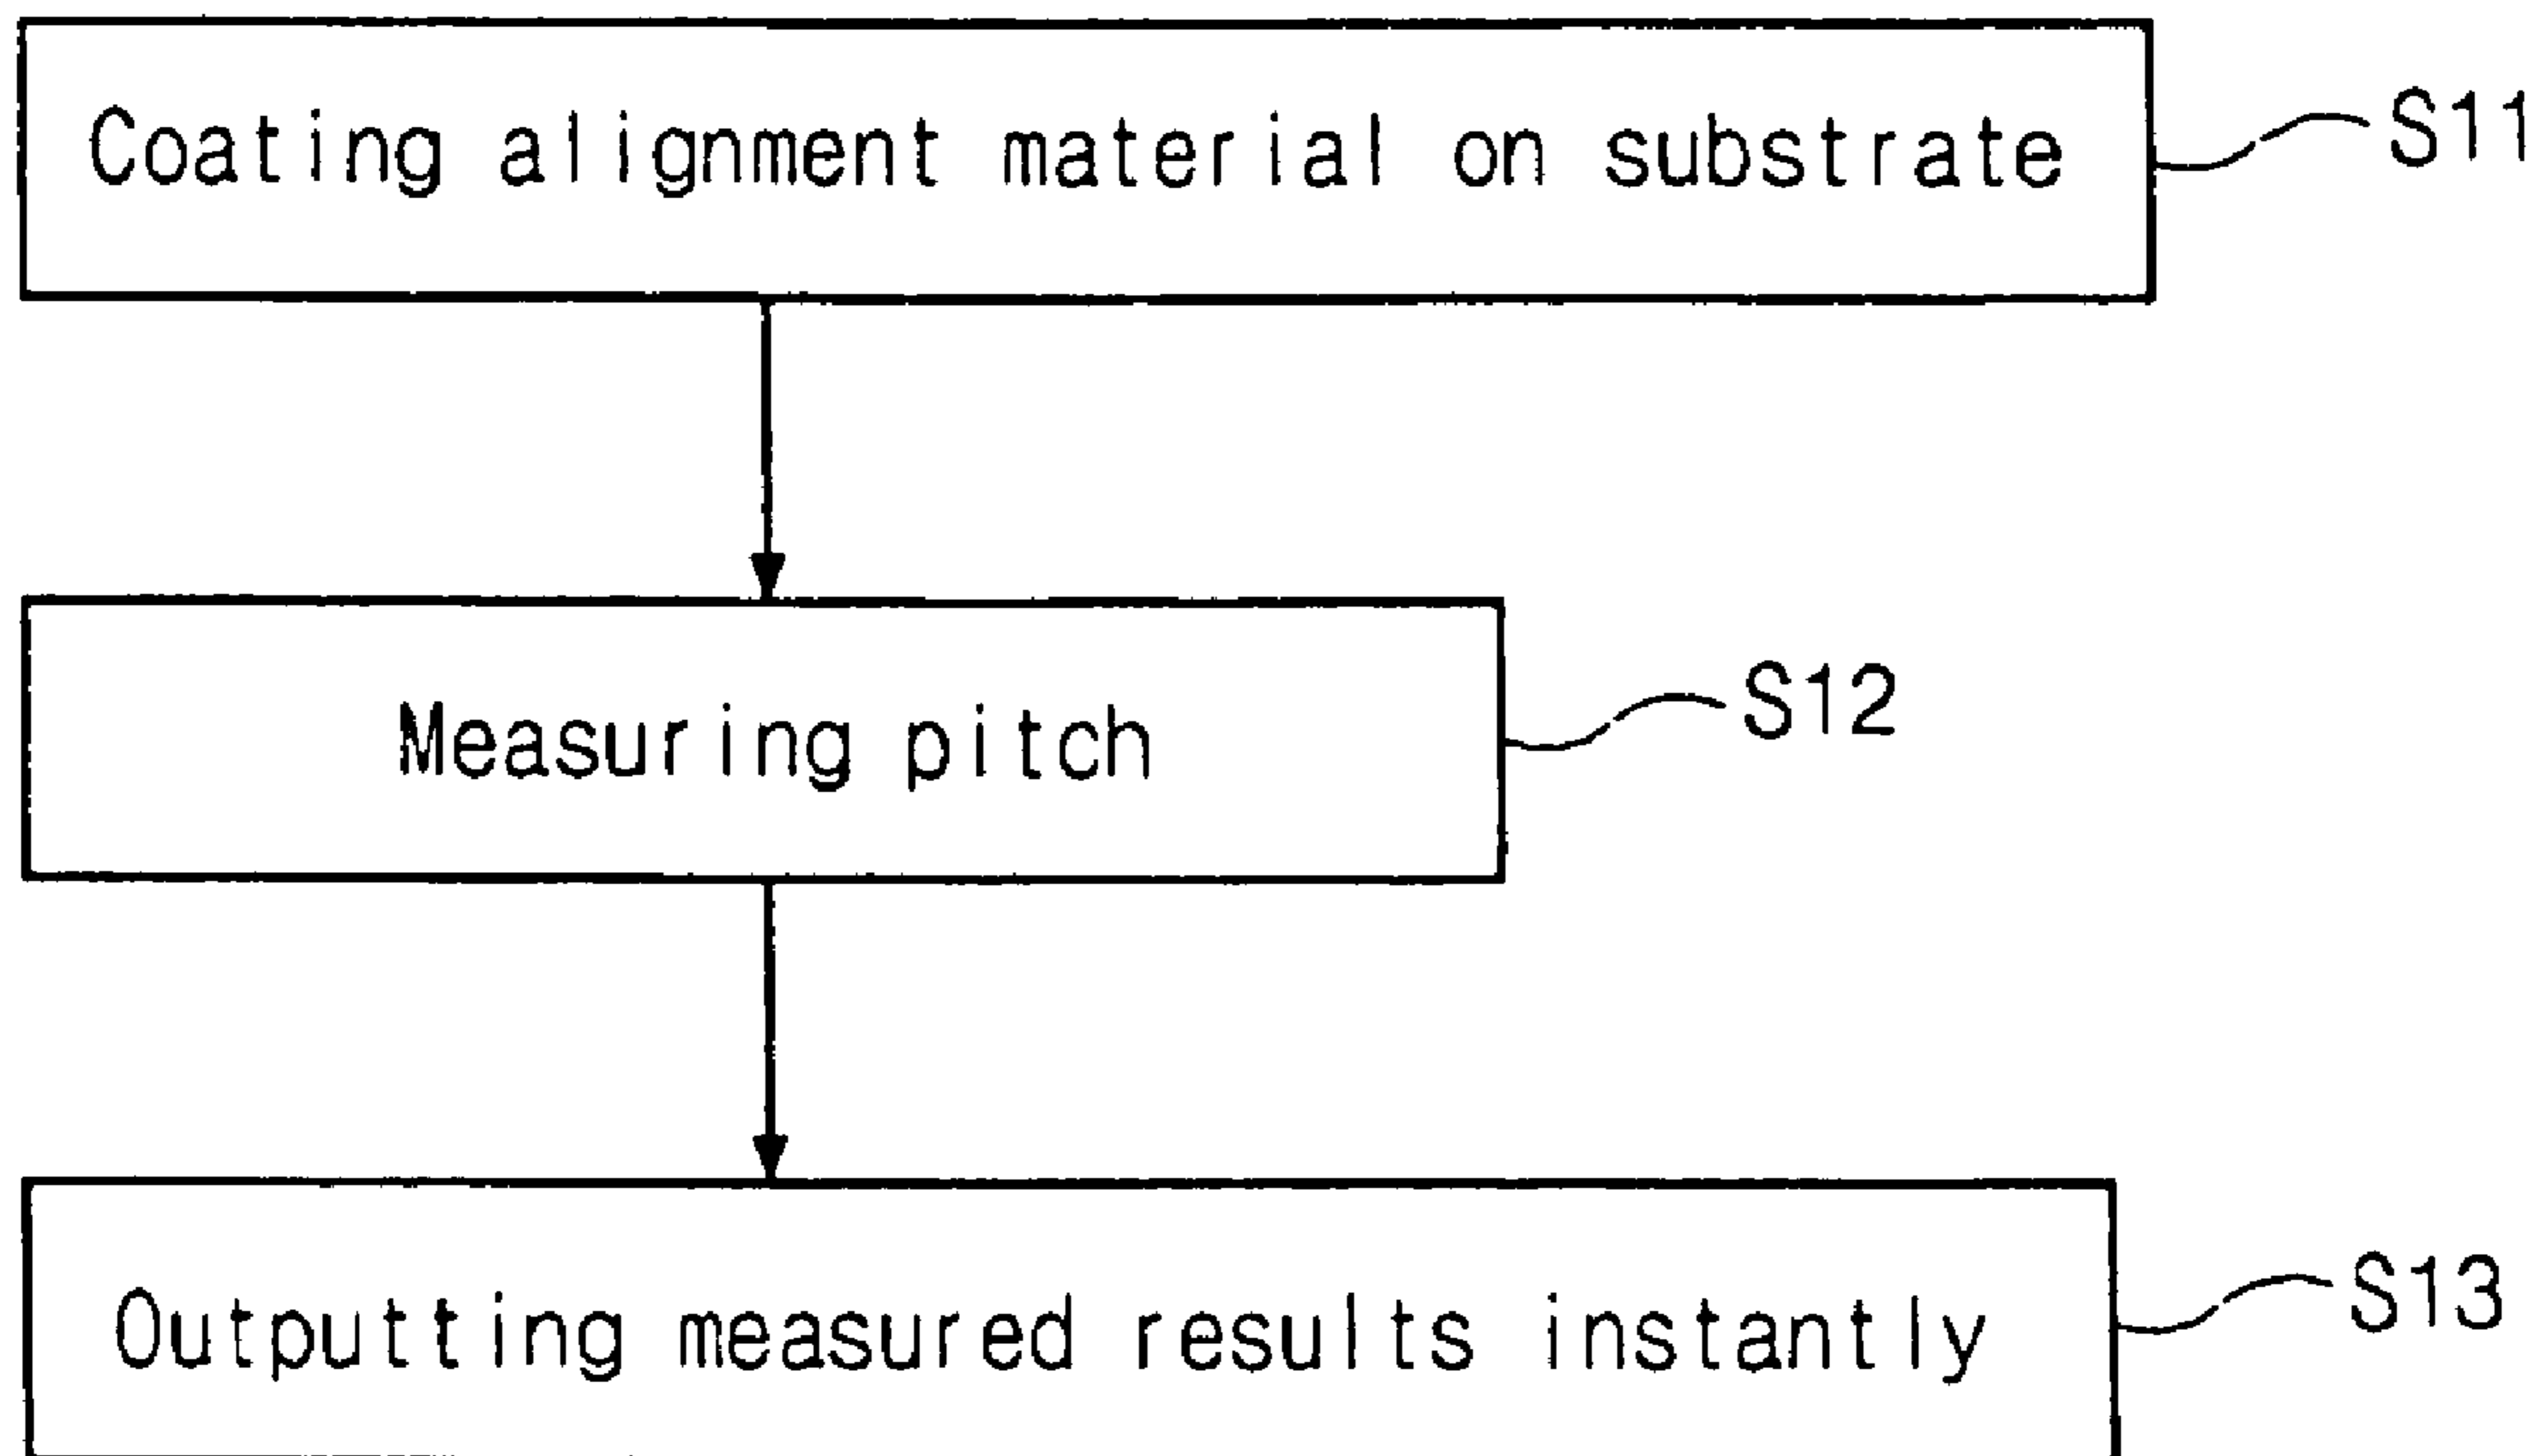 Coating alignment material on substrate S11
Measuring pitch S12
Outputting measured results instantly S13